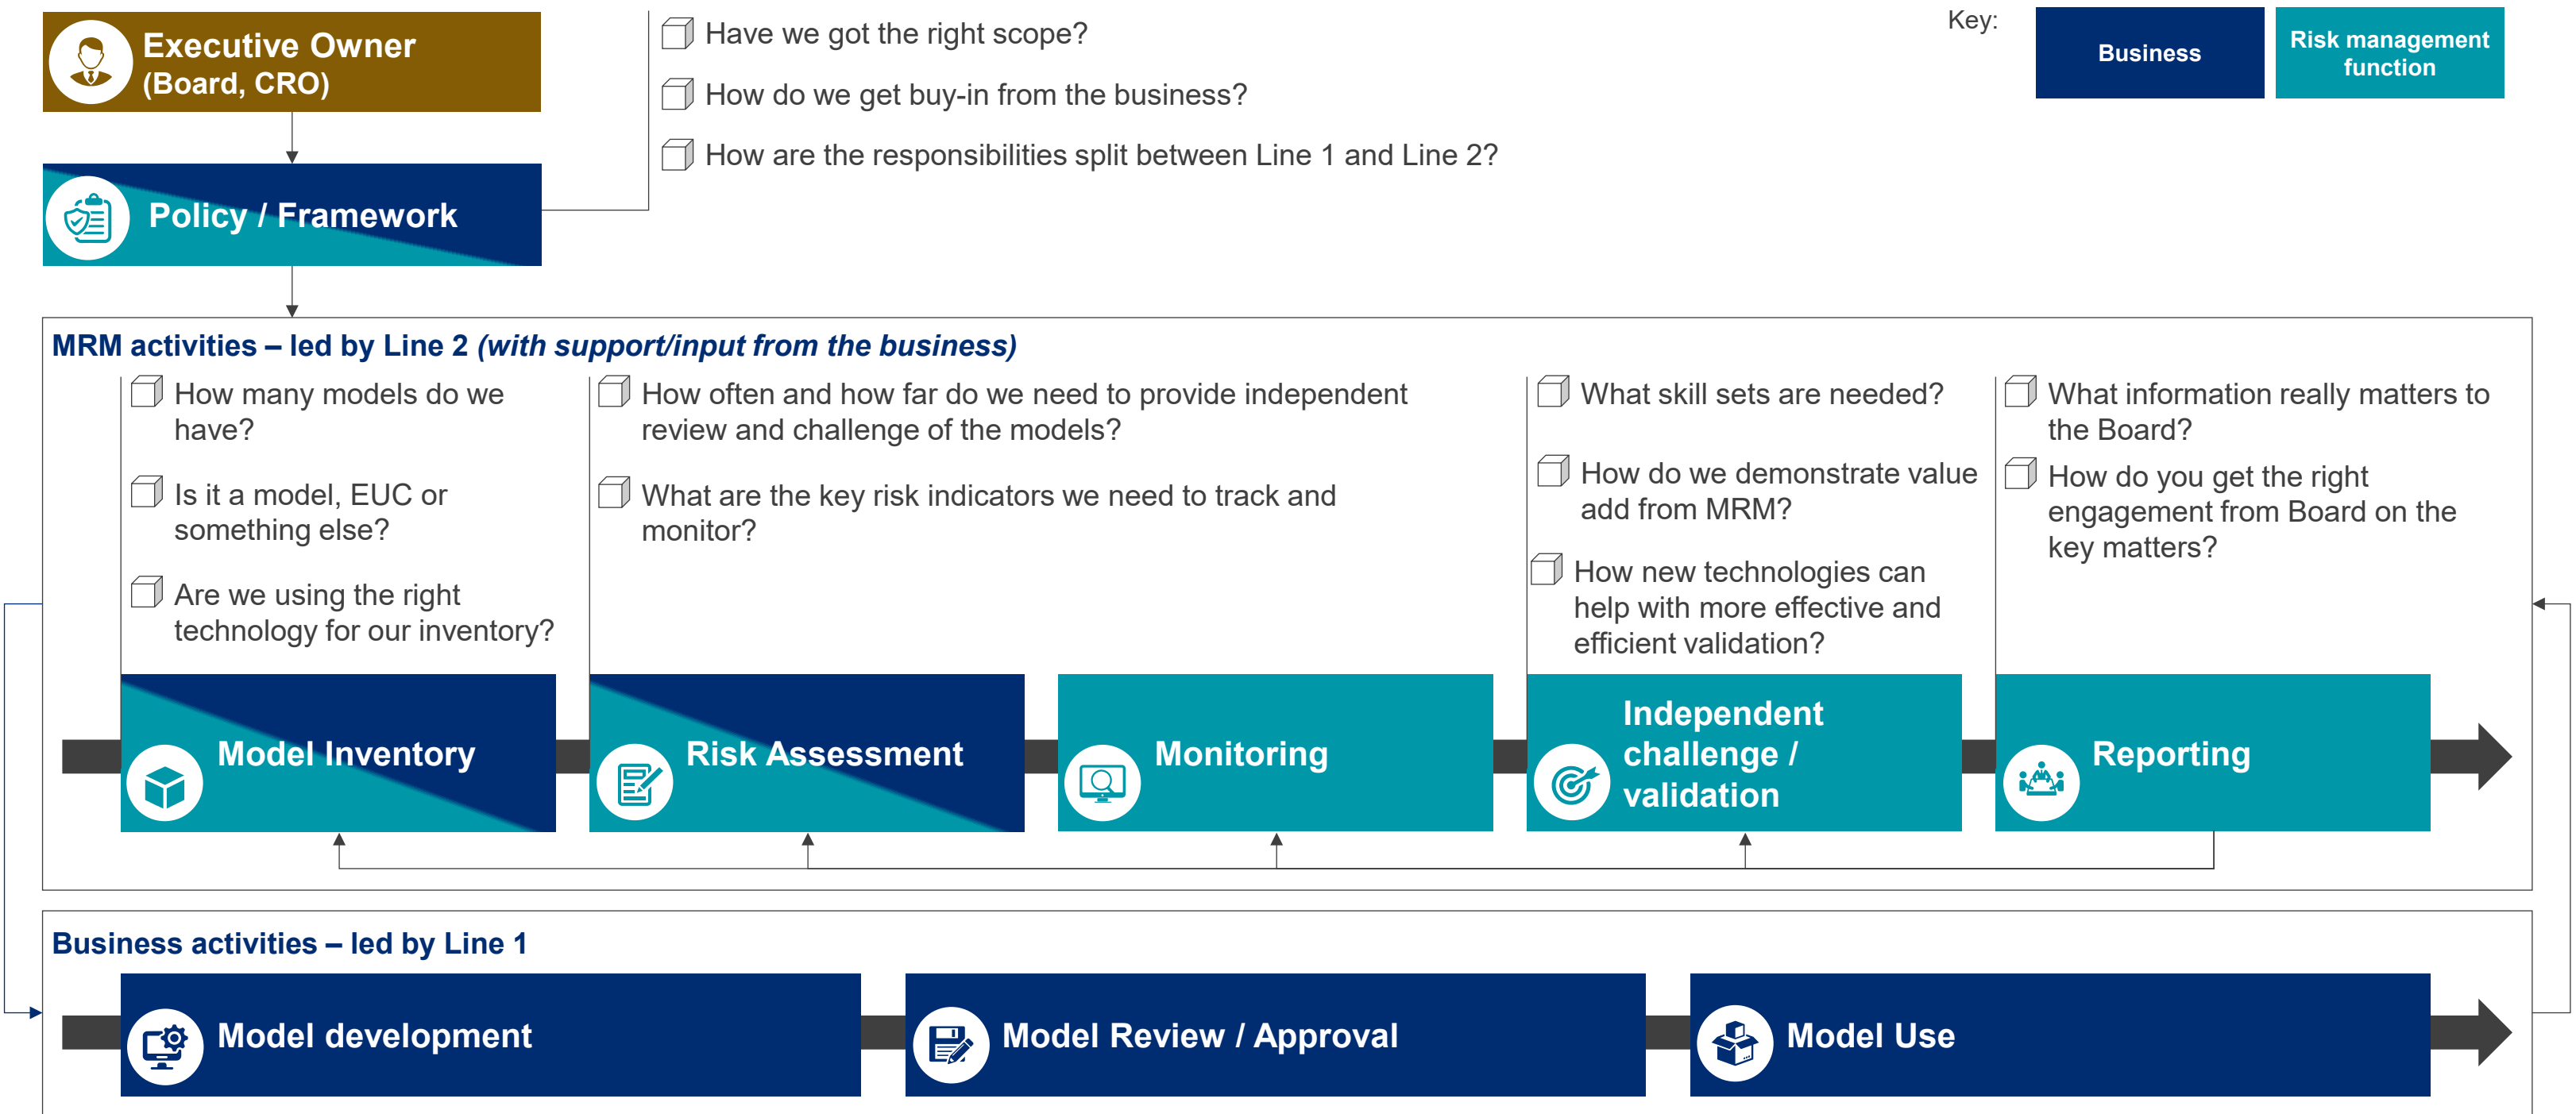 Executive Owner
(Board, CRO)
Have we got the right scope?
How do we get buy-in from the business?
How are the responsibilities split between Line 1 and Line 2?
Key:
Business
Risk management
function
Policy / Framework
MRM activities – led by Line 2 (with support/input from the business)
How many models do we
have?
Is it a model, EUC or
something else?
Are we using the right
technology for our inventory?
How often and how far do we need to provide independent
review and challenge of the models?
What are the key risk indicators we need to track and
monitor?
What skill sets are needed?
How do we demonstrate value
add from MRM?
How new technologies can
help with more effective and
efficient validation?
What information really matters to
the Board?
How do you get the right
engagement from Board on the
key matters?
Model Inventory
Risk Assessment
Monitoring
Independent
challenge /
validation
Reporting
Business activities – led by Line 1
Model development
Model Review / Approval
Model Use